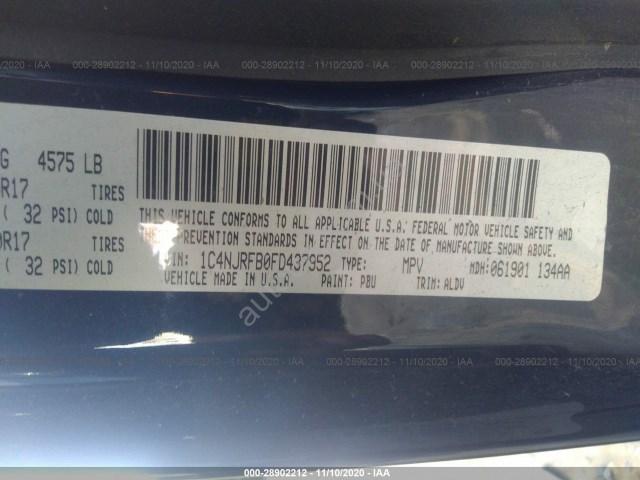 000-28902212 - 11/10/2020 - IAA
G 4575 LB
R17 TIRES
( 32 PSI) COLD
R17 TIRES
( 32 PSI) COLD
THIS VEHICLE CONFORMS TO ALL APPLICABLE U.S.A. FEDERAL MOTOR VEHICLE SAFETY AND
THEFT PREVENTION STANDARDS IN EFFECT ON THE DATE OF MANUFACTURE SHOWN ABOVE.
VIN: 1C4NJRFB0FD437952 TYPE: MPV MDH:061901 134AA
VEHICLE MADE IN U.S.A. PAINT: PBU TRIM: ALDV
000-28902212 - 11/10/2020 - IAA
000-28902212 - 11/10/2020 - IAA